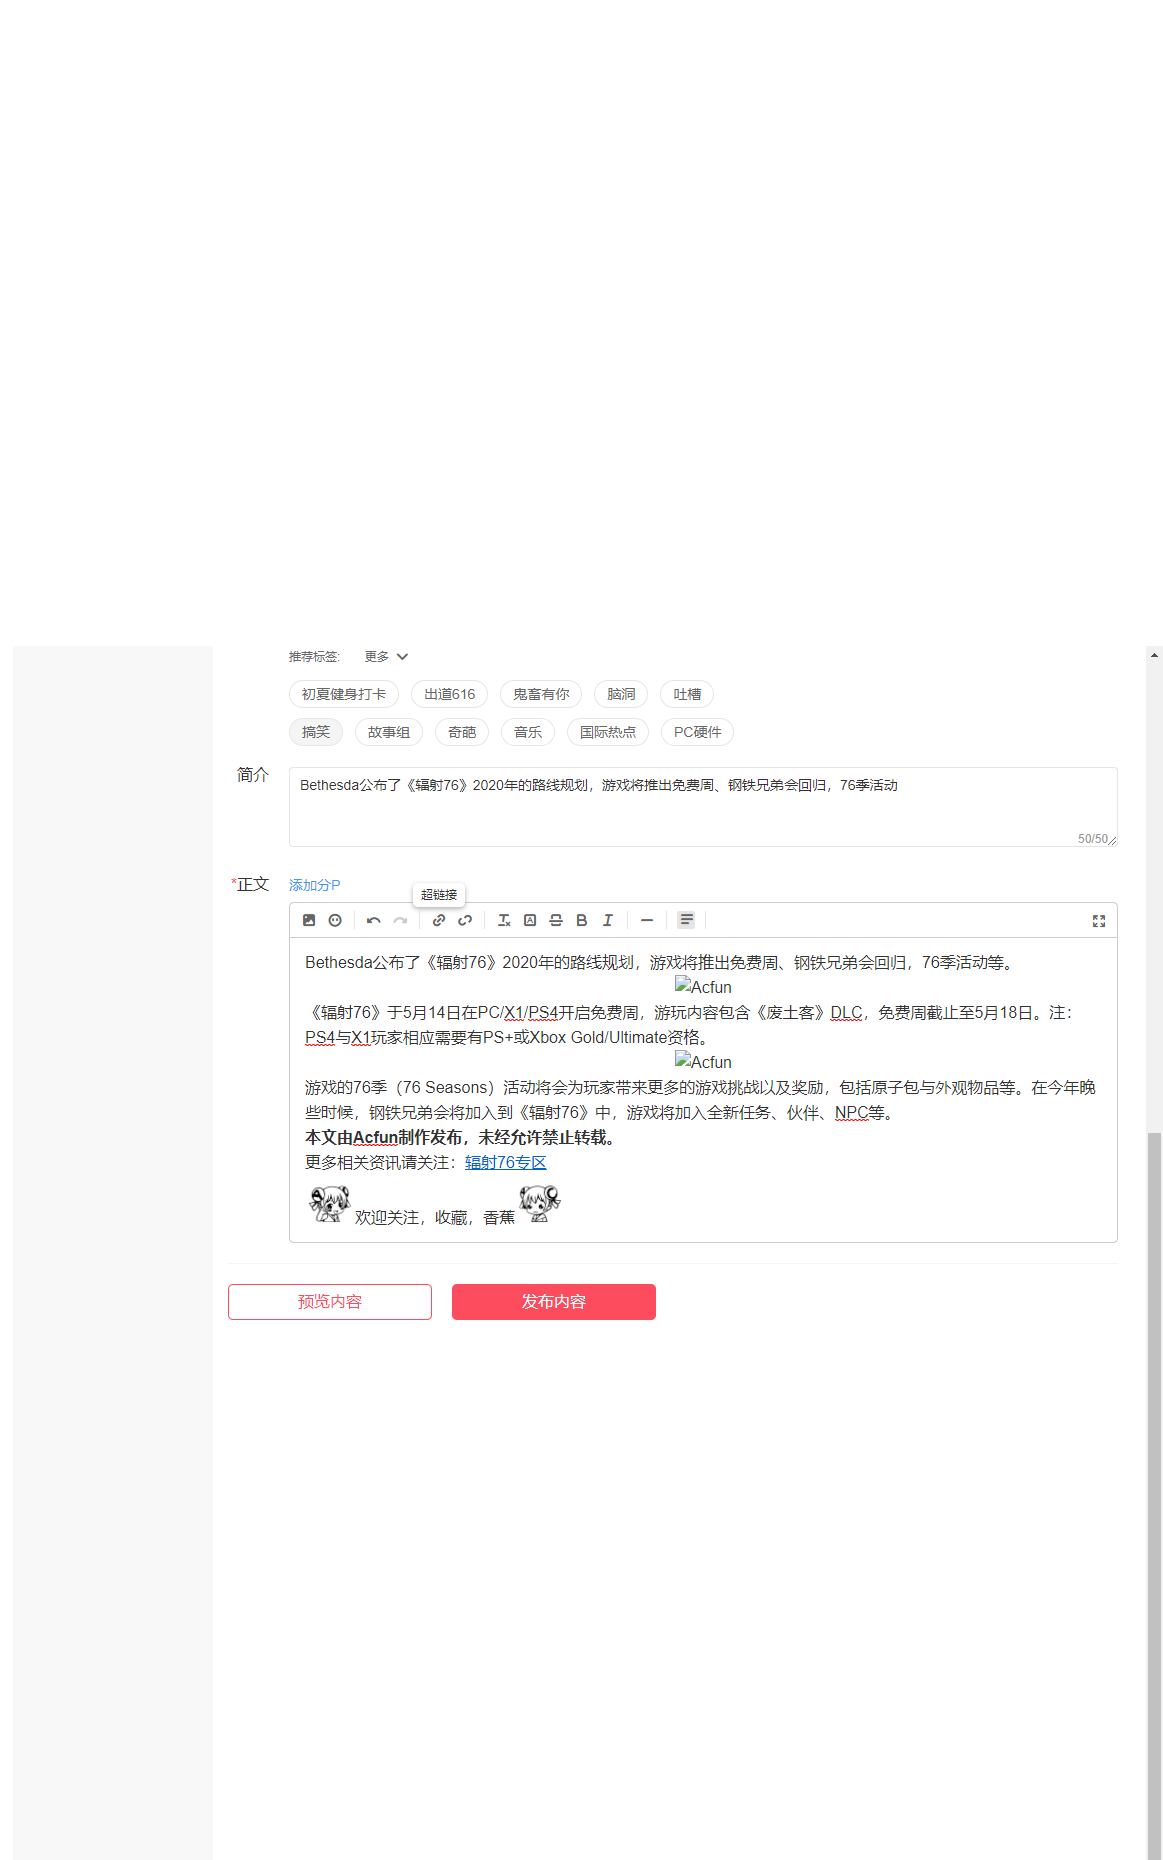 推荐标签: 更多
初夏健身打卡 出道616 鬼畜有你 脑洞 吐槽
搞笑 故事组 奇葩 音乐 国际热点 PC硬件
简介
Bethesda公布了《辐射76》2020年的路线规划，游戏将推出免费周、钢铁兄弟会回归，76季活动
50/50
*正文 添加分P
超链接
Bethesda公布了《辐射76》2020年的路线规划，游戏将推出免费周、钢铁兄弟会回归，76季活动等。
Acfun
《辐射76》于5月14日在PC/X1/PS4开启免费周，游玩内容包含《废土客》DLC，免费周截止至5月18日。注：
PS4与X1玩家相应需要有PS+或Xbox Gold/Ultimate资格。
Acfun
游戏的76季（76 Seasons）活动将会为玩家带来更多的游戏挑战以及奖励，包括原子包与外观物品等。在今年晚
些时候，钢铁兄弟会将加入到《辐射76》中，游戏将加入全新任务、伙伴、NPC等。
本文由Acfun制作发布，未经允许禁止转载。
更多相关资讯请关注：辐射76专区
欢迎关注，收藏，香蕉
预览内容 发布内容